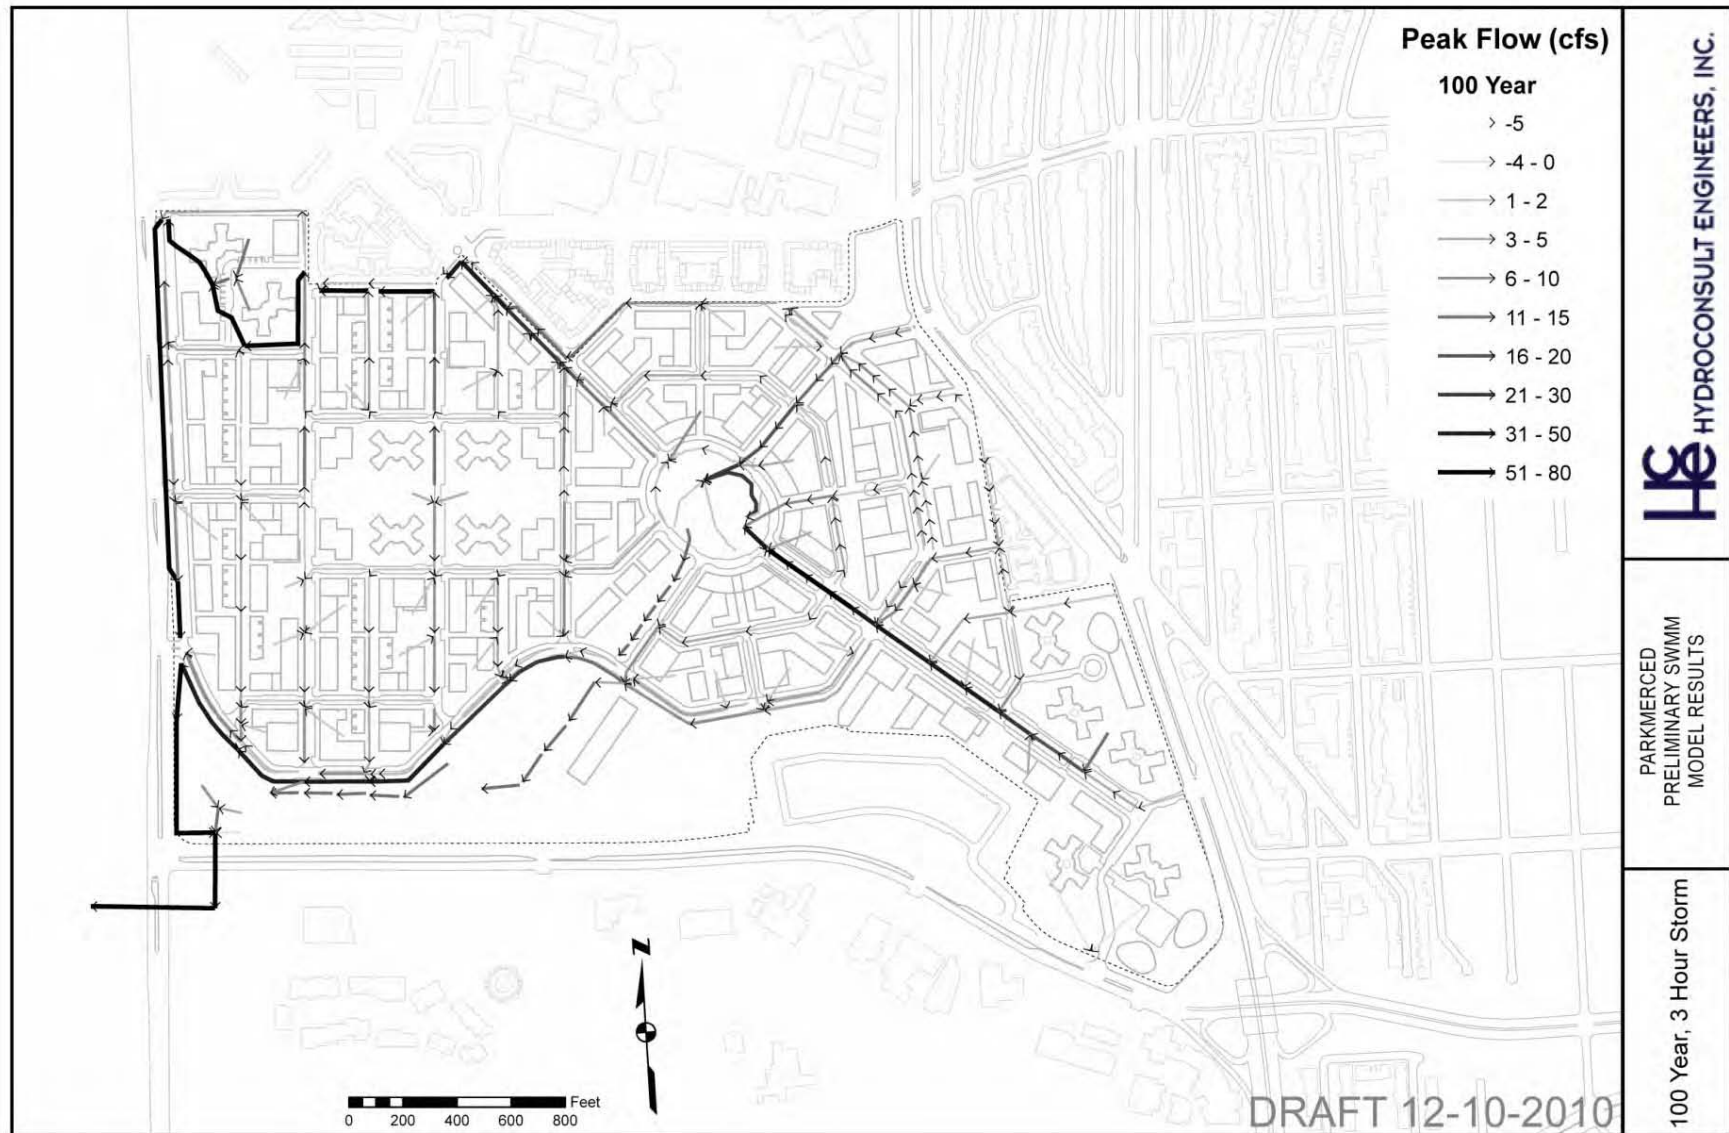 Peak Flow (cfs)
100 Year
-5
-4 - 0
1 - 2
3 - 5
6 - 10
11 - 15
16 - 20
21 - 30
31 - 50
51 - 80
HCe HYDROCONSULT ENGINEERS, INC.
PARKMERCED
PRELIIMINARY SWMM
MODEL RESULTS
100 Year, 3 Hour Storm
N
Feet
0 200 400 600 800
DRAFT 12-10-2010